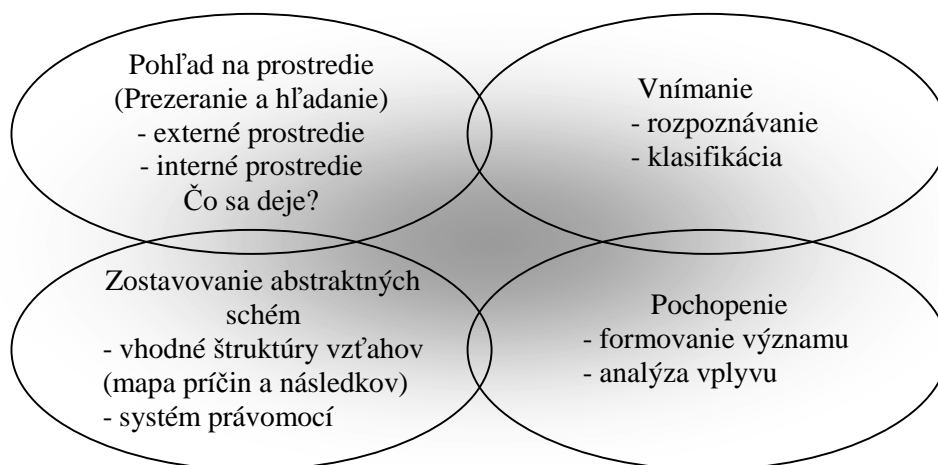 Pohľad na prostredie
(Prezeranie a hľadanie)
- externé prostredie
- interné prostredie
Čo sa deje?
Vnímanie
- rozpoznávanie
- klasifikácia
Zostavovanie abstraktných
schém
- vhodné štruktúry vzťahov
(mapa príčin a následkov)
- systém právomocí
Pochopenie
- formovanie významu
- analýza vplyvu